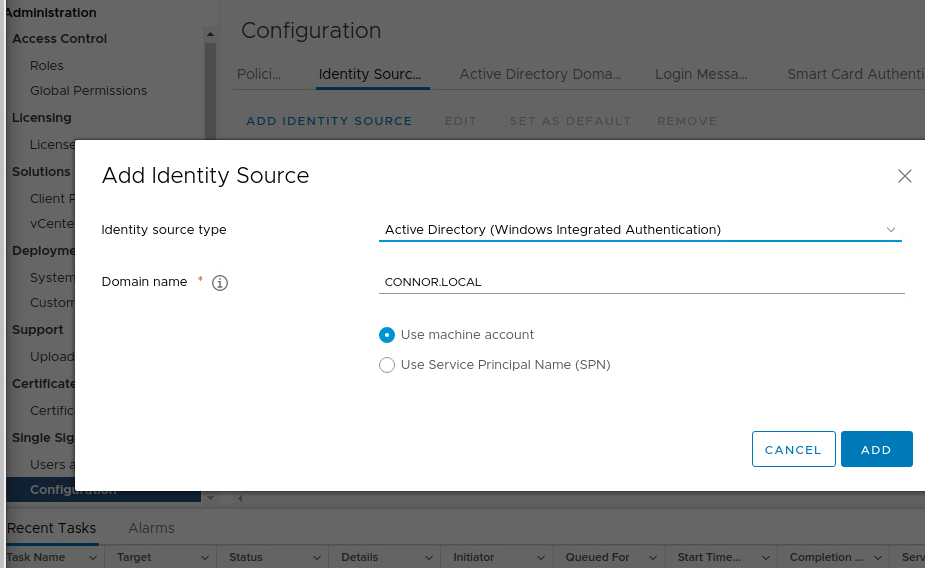 Administration
Access Control
Roles
Global Permissions
Licensing
License
Solutions
Client P
vCente
Deployme
System
Custom
Support
Upload
Certificate
Certific
Single Sig
Users a
Configuration
Configuration
Polici...
Identity Sourc...
Active Directory Doma...
Login Messa...
Smart Card Authenti
ADD IDENTITY SOURCE
EDIT
SET AS DEFAULT
REMOVE
Add Identity Source
Identity source type
Active Directory (Windows Integrated Authentication)
Domain name *
CONNOR.LOCAL
Use machine account
Use Service Principal Name (SPN)
CANCEL
ADD
Recent Tasks
Alarms
Task Name
Target
Status
Details
Initiator
Queued For
Start Time...
Completion ...
Serv